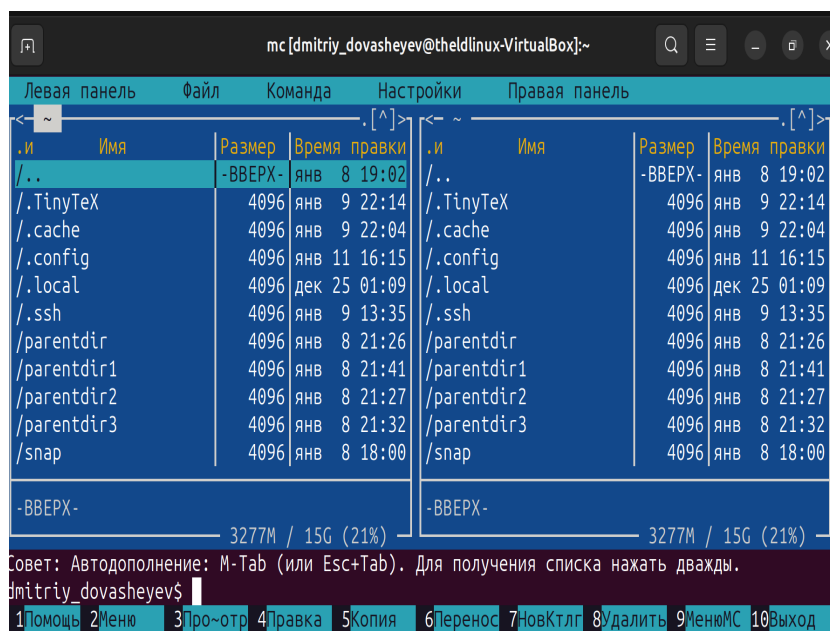 mc [dmitriy_dovasheyev@theldlinux-VirtualBox]:~
Левая панель Файл Команда Настройки Правая панель
<- ~ .[^]> <- ~ .[^]>
.и Имя Размер Время правки .и Имя Размер Время правки
/.. -ВВЕРХ- янв 8 19:02 /.. -ВВЕРХ- янв 8 19:02
/.TinyTeX 4096 янв 9 22:14 /.TinyTeX 4096 янв 9 22:14
/.cache 4096 янв 9 22:04 /.cache 4096 янв 9 22:04
/.config 4096 янв 11 16:15 /.config 4096 янв 11 16:15
/.local 4096 дек 25 01:09 /.local 4096 дек 25 01:09
/.ssh 4096 янв 9 13:35 /.ssh 4096 янв 9 13:35
/parentdir 4096 янв 8 21:26 /parentdir 4096 янв 8 21:26
/parentdir1 4096 янв 8 21:41 /parentdir1 4096 янв 8 21:41
/parentdir2 4096 янв 8 21:27 /parentdir2 4096 янв 8 21:27
/parentdir3 4096 янв 8 21:32 /parentdir3 4096 янв 8 21:32
/snap 4096 янв 8 18:00 /snap 4096 янв 8 18:00
-ВВЕРХ- -ВВЕРХ-
3277M / 15G (21%) 3277M / 15G (21%)
Совет: Автодополнение: M-Tab (или Esc+Tab). Для получения списка нажать дважды.
dmitriy_dovasheyev$
1Помощь 2Меню 3Про~отр 4Правка 5Копия 6Перенос 7НовКтлг 8Удалить 9МенюМС 10Выход